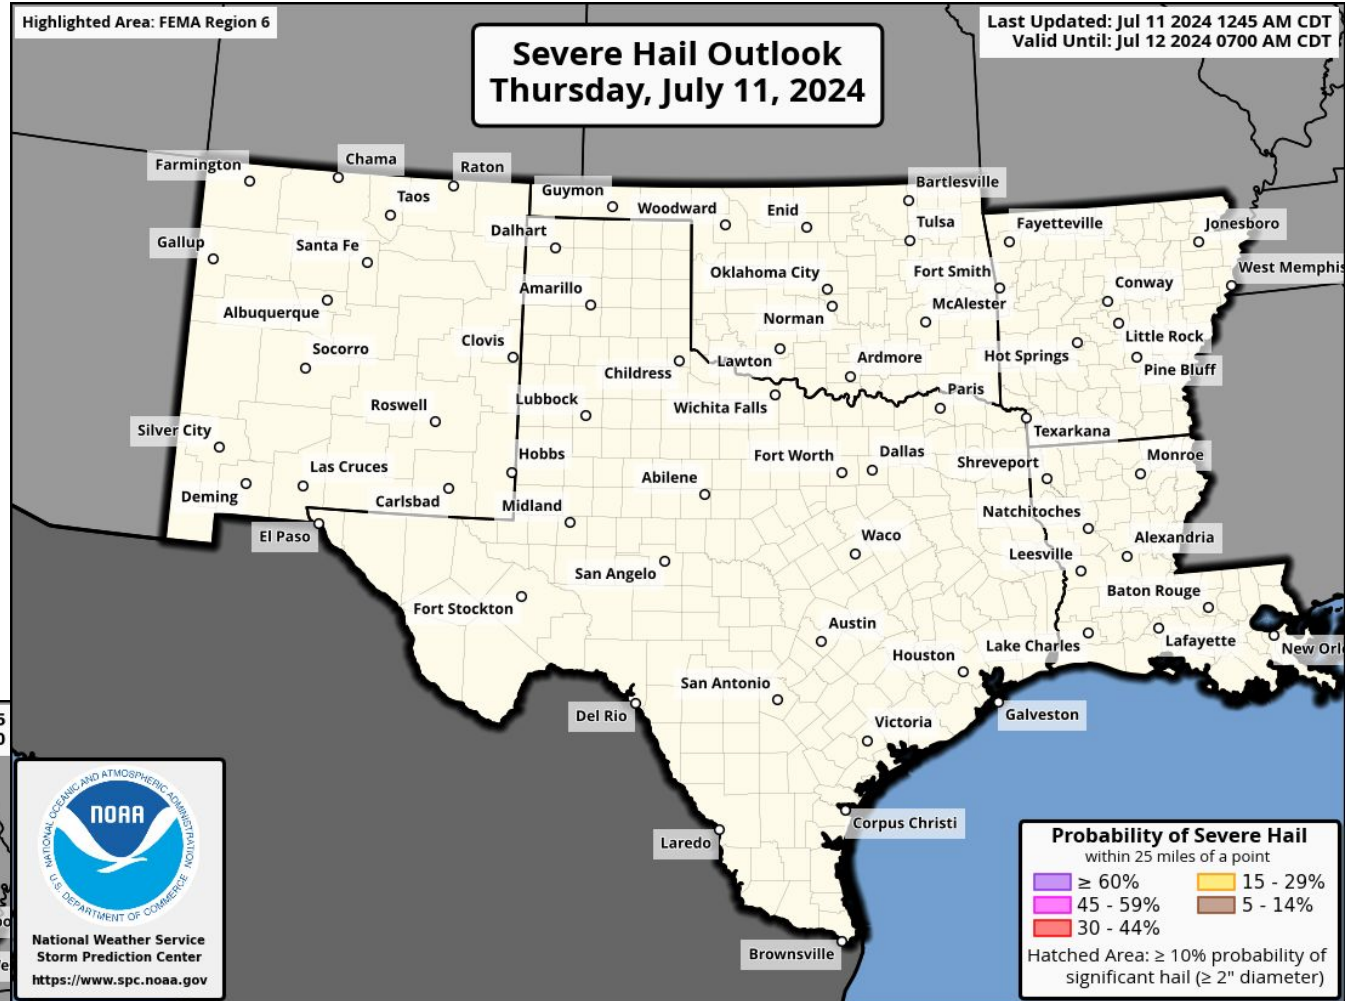 Highlighted Area: FEMA Region 6
Last Updated: Jul 11 2024 1245 AM CDT
Valid Until: Jul 12 2024 0700 AM CDT
Severe Hail Outlook
Thursday, July 11, 2024
Farmington
Chama
Raton
Taos
Guymon
Woodward
Enid
Bartlesville
Tulsa
Fayetteville
Jonesboro
Gallup
Santa Fe
Dalhart
Oklahoma City
Fort Smith
West Memphis
Amarillo
Conway
Albuquerque
Norman
McAlester
Socorro
Clovis
Little Rock
Childress
Lawton
Ardmore
Hot Springs
Pine Bluff
Roswell
Lubbock
Wichita Falls
Paris
Silver City
Texarkana
Las Cruces
Hobbs
Abilene
Fort Worth
Dallas
Shreveport
Monroe
Deming
Carlsbad
Midland
Natchitoches
El Paso
Waco
Alexandria
San Angelo
Leesville
Fort Stockton
Baton Rouge
Austin
Lake Charles
Lafayette
New Orl
Houston
San Antonio
Del Rio
Victoria
Galveston
Corpus Christi
Laredo
Brownsville
NATIONAL OCEANIC AND ATMOSPHERIC ADMINISTRATION
NOAA
U.S. DEPARTMENT OF COMMERCE
National Weather Service
Storm Prediction Center
https://www.spc.noaa.gov
Probability of Severe Hail
within 25 miles of a point
≥ 60%
15 - 29%
45 - 59%
5 - 14%
30 - 44%
Hatched Area: ≥ 10% probability of
significant hail (≥ 2" diameter)